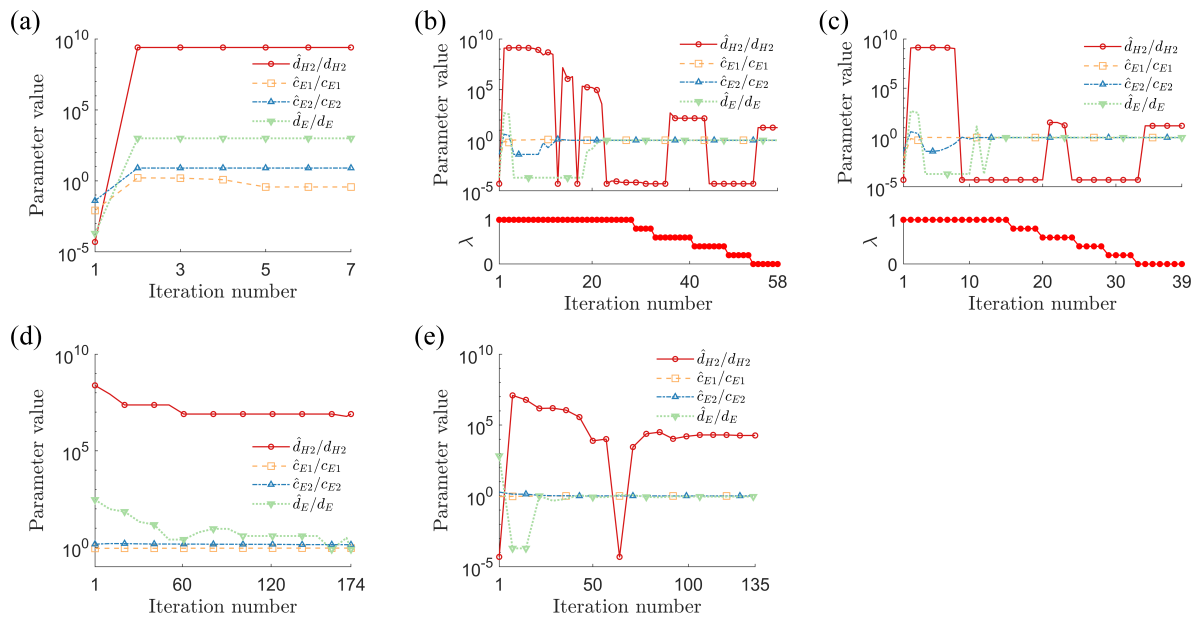 (a)
10^10
10^5
10^0
10^-5
Parameter value
d̂_H2/d_H2
ĉ_E1/c_E1
ĉ_E2/c_E2
d̂_E/d_E
1 3 5 7
Iteration number
(b)
10^10
10^5
10^0
10^-5
Parameter value
d̂_H2/d_H2
ĉ_E1/c_E1
ĉ_E2/c_E2
d̂_E/d_E
1
0
λ
1 20 40 58
Iteration number
(c)
10^10
10^5
10^0
10^-5
Parameter value
d̂_H2/d_H2
ĉ_E1/c_E1
ĉ_E2/c_E2
d̂_E/d_E
1
0
λ
1 10 20 30 39
Iteration number
(d)
10^10
10^5
10^0
Parameter value
d̂_H2/d_H2
ĉ_E1/c_E1
ĉ_E2/c_E2
d̂_E/d_E
1 60 120 174
Iteration number
(e)
10^10
10^5
10^0
10^-5
Parameter value
d̂_H2/d_H2
ĉ_E1/c_E1
ĉ_E2/c_E2
d̂_E/d_E
1 50 100 135
Iteration number